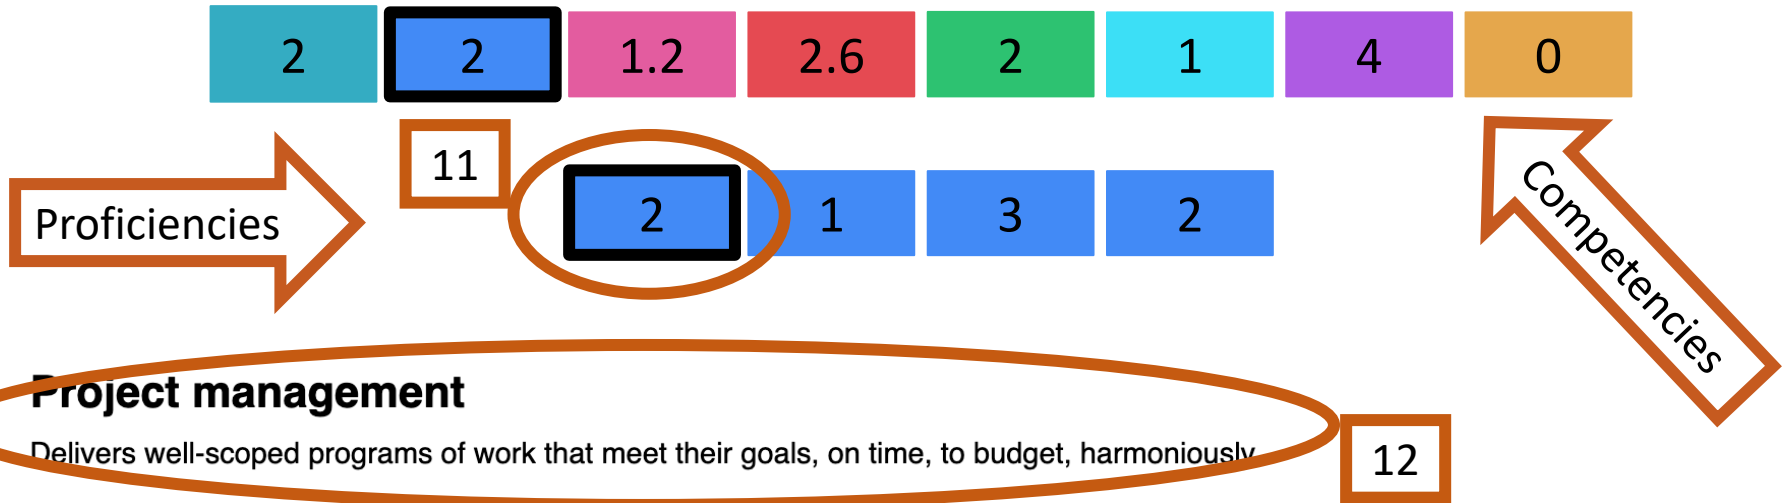 2 2 1.2 2.6 2 1 4 0
11
Proficiencies
2 1 3 2
Competencies
Project management
Delivers well-scoped programs of work that meet their goals, on time, to budget, harmoniously
12